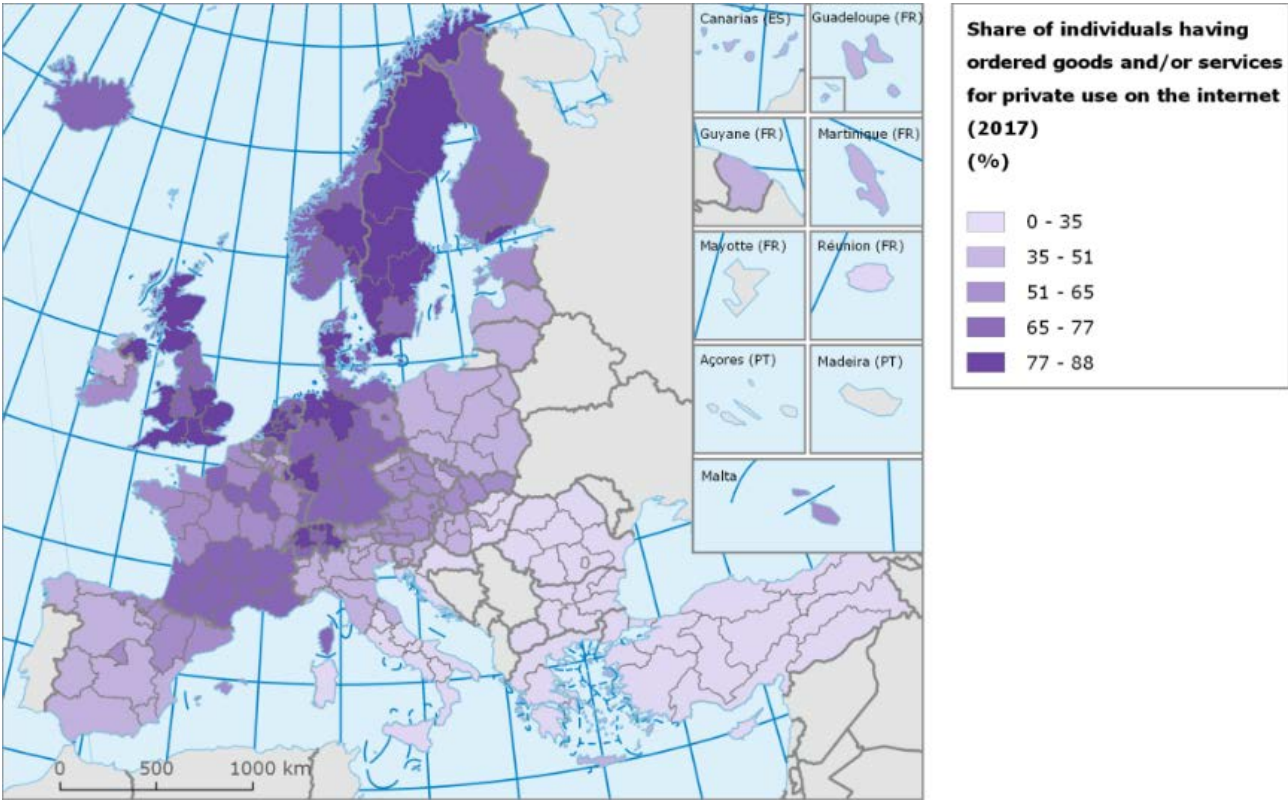 Canarias (ES)
Guadeloupe (FR)
Guyane (FR)
Martinique (FR)
Mayotte (FR)
Réunion (FR)
Açores (PT)
Madeira (PT)
Malta
0 500 1000 km
Share of individuals having
ordered goods and/or services
for private use on the internet
(2017)
(%)
0 - 35
35 - 51
51 - 65
65 - 77
77 - 88